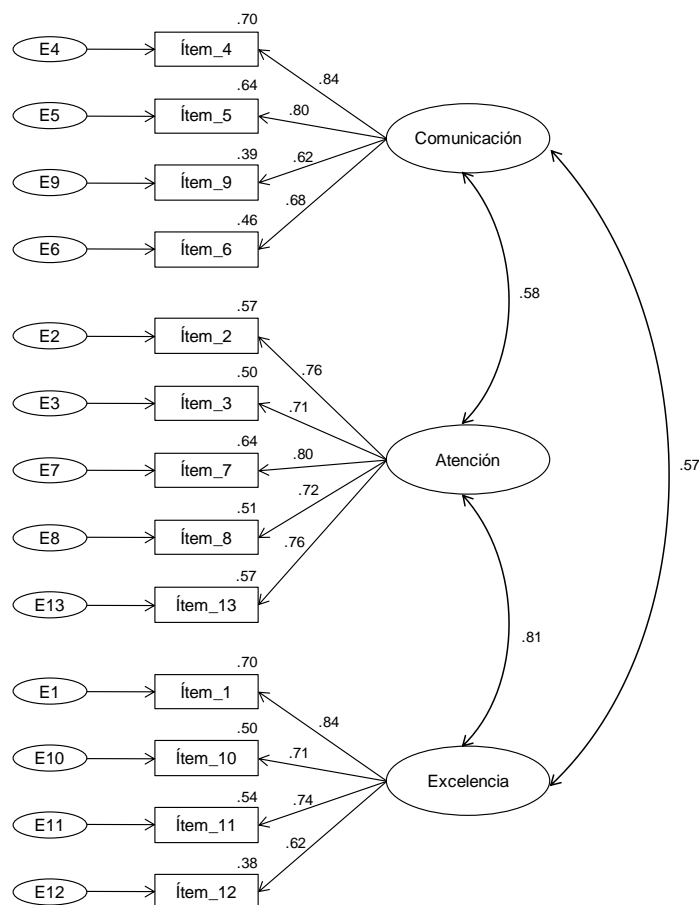 .70
E4 Ítem_4
.84
.64
E5 Ítem_5 .80
Comunicación
.39
E9 Ítem_9 .62
.68
.46
E6 Ítem_6
.58
.57
E2 Ítem_2
.76
.50
E3 Ítem_3 .71
.64
E7 Ítem_7 .80
Atención
.57
.51
E8 Ítem_8 .72
.76
.57
E13 Ítem_13
.81
.70
E1 Ítem_1
.84
.50
E10 Ítem_10 .71
Excelencia
.54
E11 Ítem_11 .74
.62
.38
E12 Ítem_12